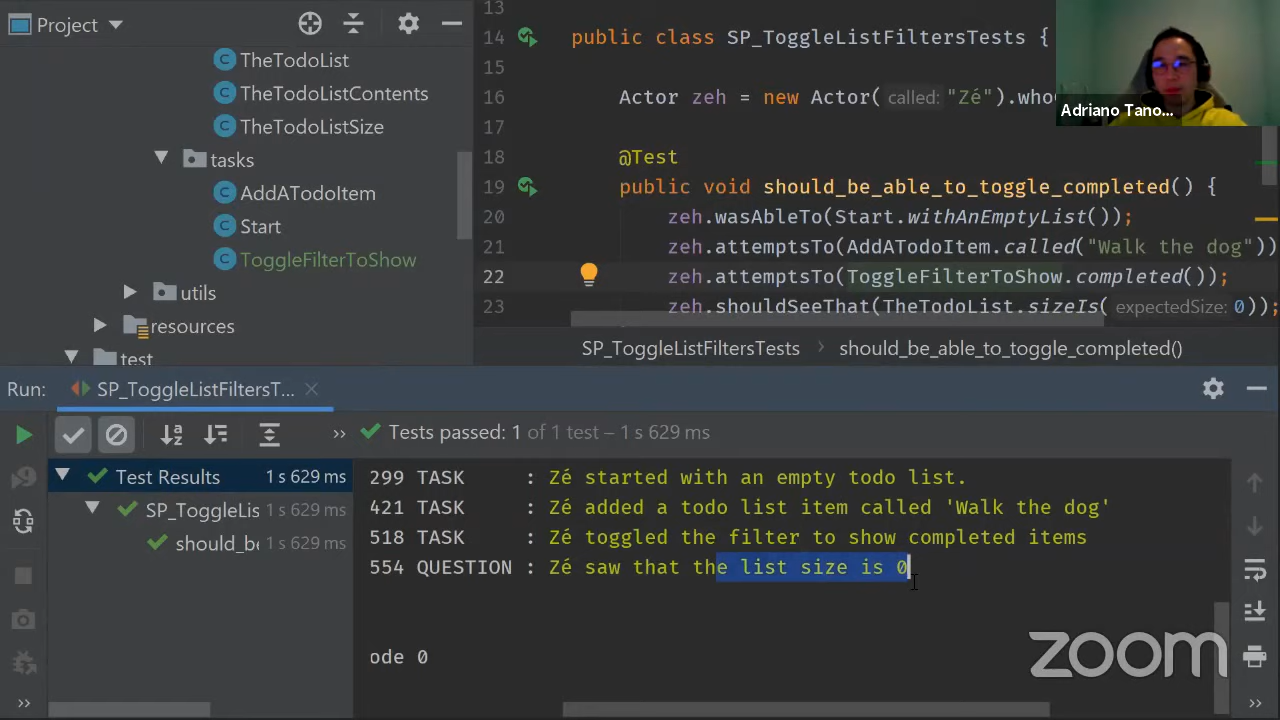 Project
TheTodoList
TheTodoListContents
TheTodoListSize
tasks
AddATodoItem
Start
ToggleFilterToShow
utils
resources
test
13
14 public class SP_ToggleListFiltersTests {
15
16 Actor zeh = new Actor( called: "Zé").who
17
18 @Test
19 public void should_be_able_to_toggle_completed() {
20 zeh.wasAbleTo(Start.withAnEmptyList());
21 zeh.attemptsTo(AddATodoItem.called("Walk the dog"))
22 zeh.attemptsTo(ToggleFilterToShow.completed());
23 zeh.shouldSeeThat(TheTodoList.sizeIs( expectedSize: 0));
SP_ToggleListFiltersTests › should_be_able_to_toggle_completed()
Adriano Tano...
Run: SP_ToggleListFiltersT...
Tests passed: 1 of 1 test – 1 s 629 ms
Test Results 1 s 629 ms
SP_ToggleLis 1 s 629 ms
should_be 1 s 629 ms
299 TASK : Zé started with an empty todo list.
421 TASK : Zé added a todo list item called 'Walk the dog'
518 TASK : Zé toggled the filter to show completed items
554 QUESTION : Zé saw that the list size is 0
ode 0
zoom